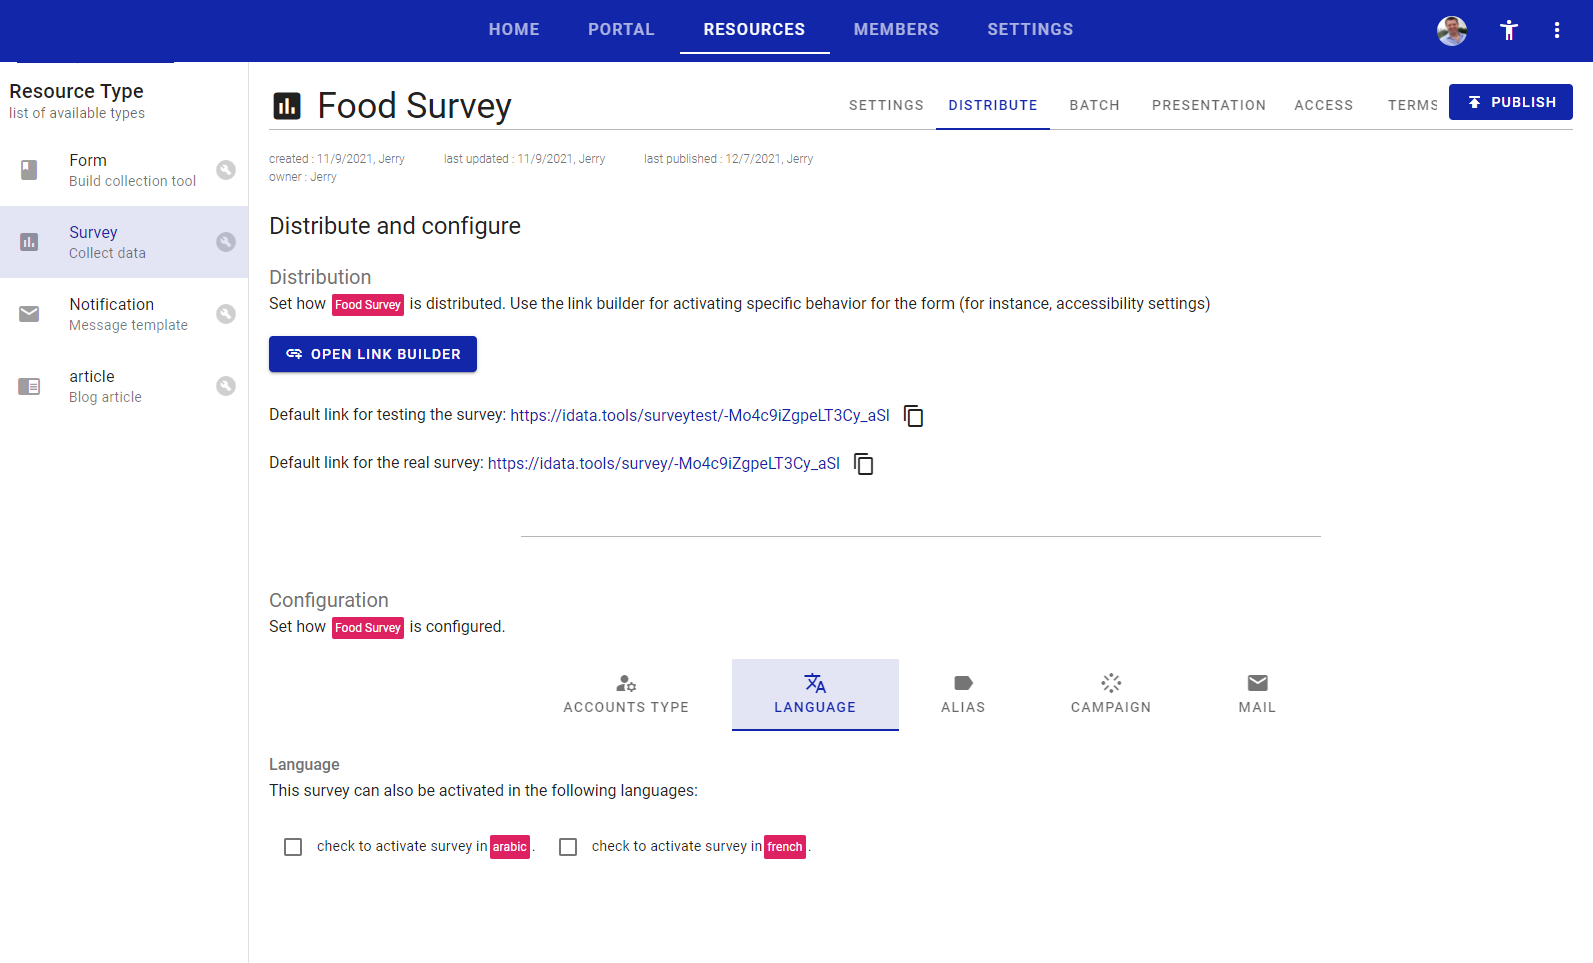 HOME PORTAL RESOURCES MEMBERS SETTINGS
Resource Type
list of available types
Form
Build collection tool
Survey
Collect data
Notification
Message template
article
Blog article
Food Survey
SETTINGS DISTRIBUTE BATCH PRESENTATION ACCESS TERMS PUBLISH
created : 11/9/2021, Jerry last updated : 11/9/2021, Jerry last published : 12/7/2021, Jerry
owner : Jerry
Distribute and configure
Distribution
Set how Food Survey is distributed. Use the link builder for activating specific behavior for the form (for instance, accessibility settings)
OPEN LINK BUILDER
Default link for testing the survey: https://idata.tools/surveytest/-Mo4c9iZgpeLT3Cy_aSI
Default link for the real survey: https://idata.tools/survey/-Mo4c9iZgpeLT3Cy_aSI
Configuration
Set how Food Survey is configured.
ACCOUNTS TYPE LANGUAGE ALIAS CAMPAIGN MAIL
Language
This survey can also be activated in the following languages:
check to activate survey in arabic . check to activate survey in french .